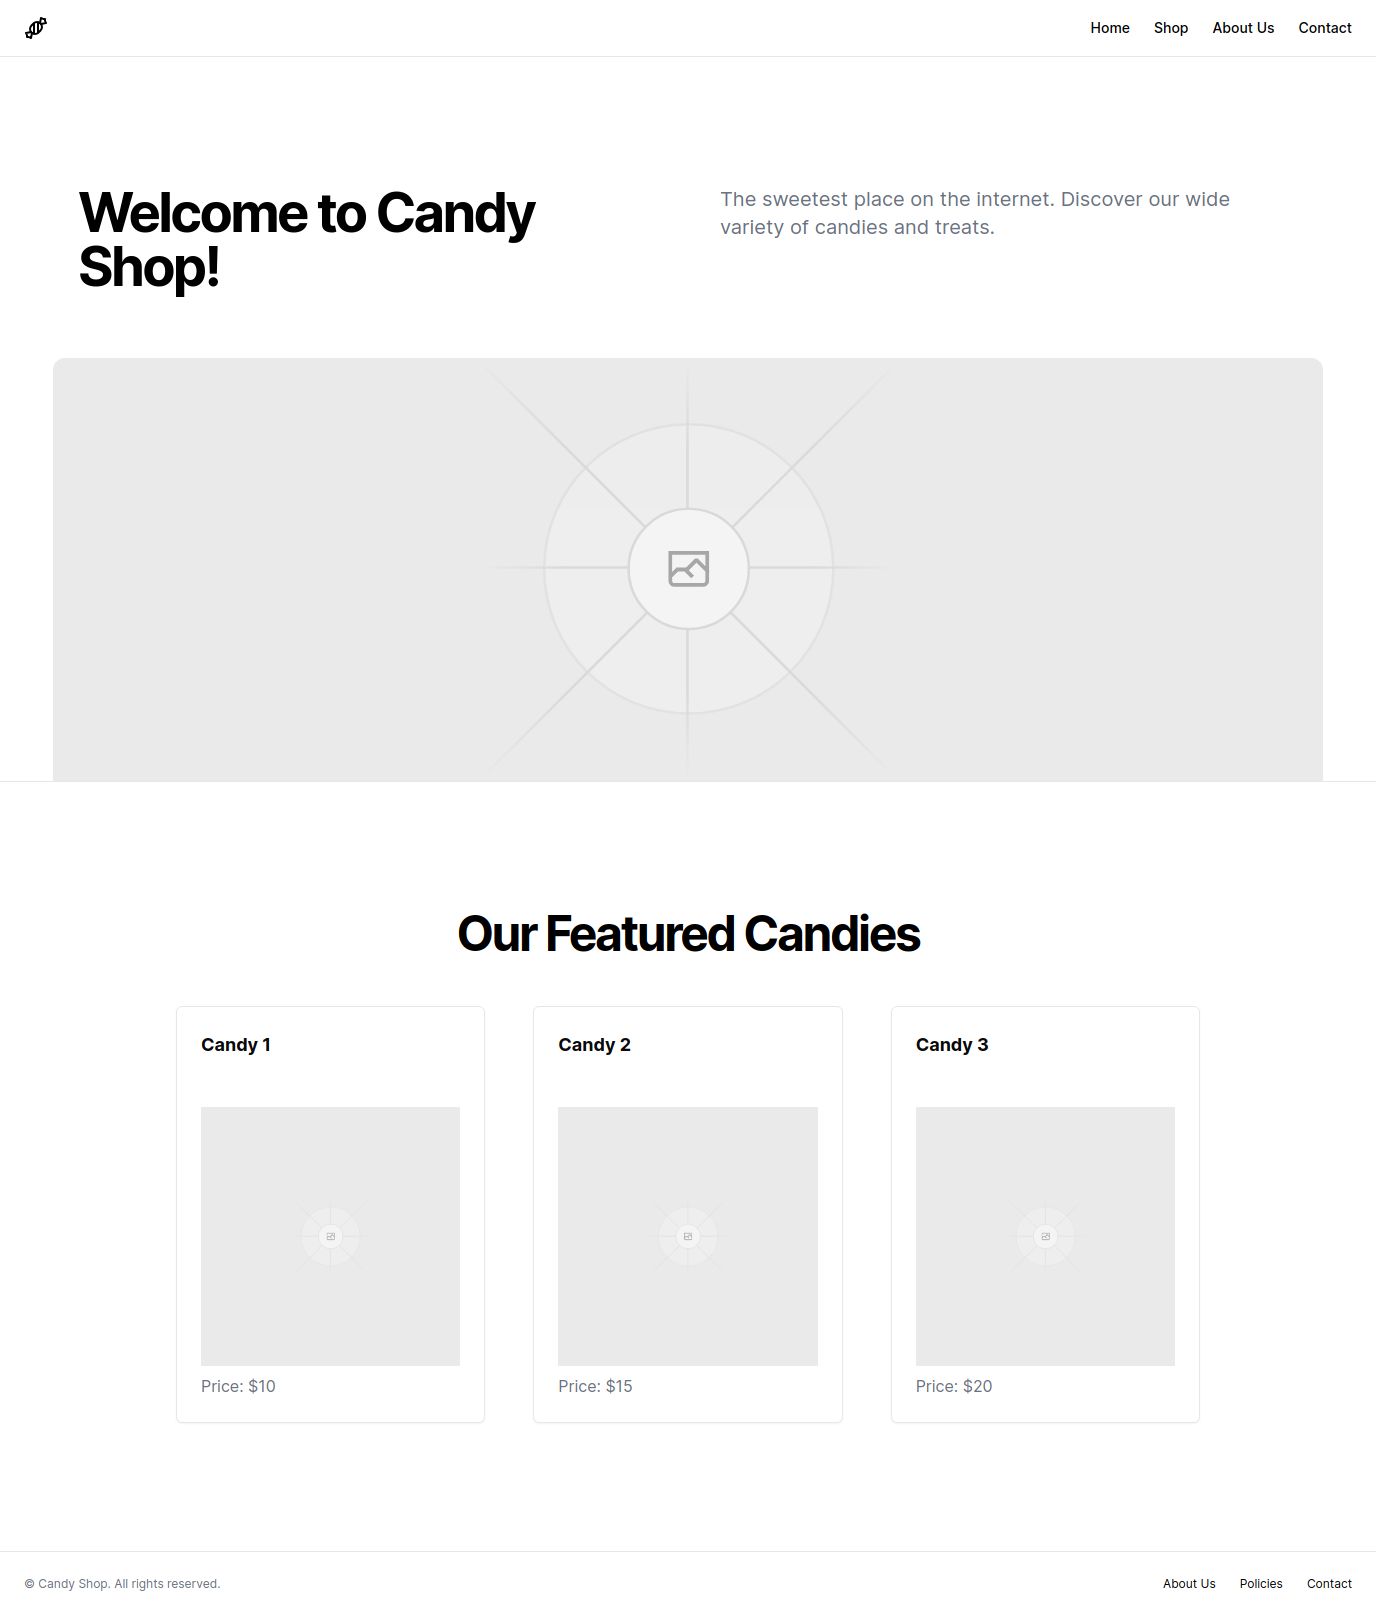 Home Shop About Us Contact
Welcome to Candy
Shop!
The sweetest place on the internet. Discover our wide
variety of candies and treats.
Our Featured Candies
Candy 1
Price: $10
Candy 2
Price: $15
Candy 3
Price: $20
© Candy Shop. All rights reserved.
About Us Policies Contact